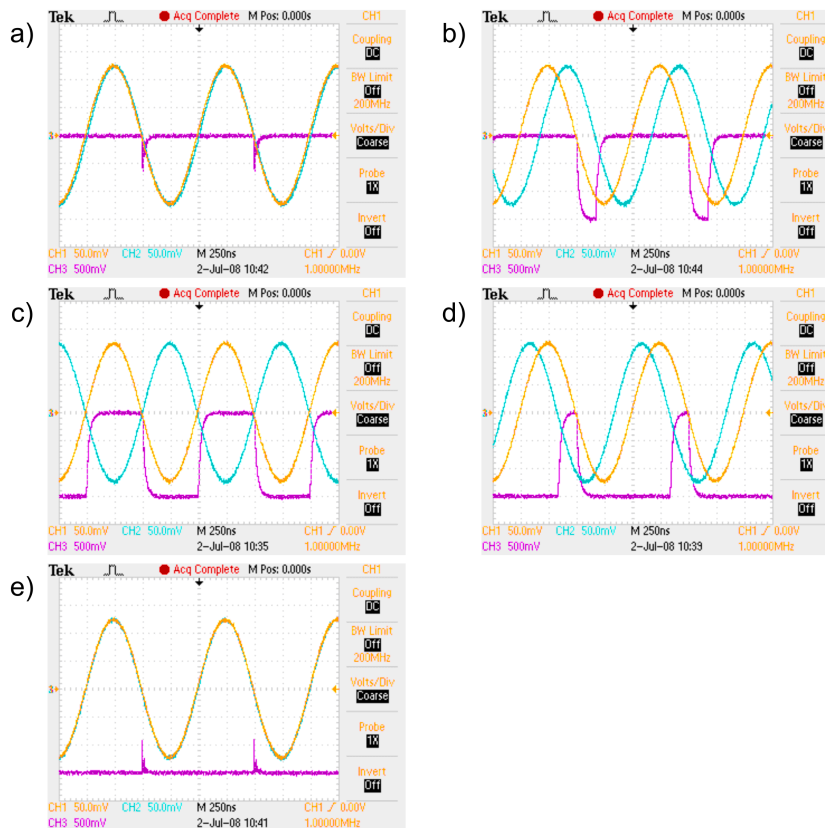 a)
Tek Acq Complete M Pos: 0.000s CH1
Coupling
DC
BW Limit
Off
200MHz
Volts/Div
Coarse
Probe
1X
Invert
Off
CH1 50.0mV CH2 50.0mV M 250ns CH1 0.00V
CH3 500mV 2-Jul-08 10:42 1.00000MHz
b)
Tek Acq Complete M Pos: 0.000s CH1
Coupling
DC
BW Limit
Off
200MHz
Volts/Div
Coarse
Probe
1X
Invert
Off
CH1 50.0mV CH2 50.0mV M 250ns CH1 0.00V
CH3 500mV 2-Jul-08 10:44 1.00000MHz
c)
Tek Acq Complete M Pos: 0.000s CH1
Coupling
DC
BW Limit
Off
200MHz
Volts/Div
Coarse
Probe
1X
Invert
Off
CH1 50.0mV CH2 50.0mV M 250ns CH1 0.00V
CH3 500mV 2-Jul-08 10:35 1.00000MHz
d)
Tek Acq Complete M Pos: 0.000s CH1
Coupling
DC
BW Limit
Off
200MHz
Volts/Div
Coarse
Probe
1X
Invert
Off
CH1 50.0mV CH2 50.0mV M 250ns CH1 0.00V
CH3 500mV 2-Jul-08 10:39 1.00000MHz
e)
Tek Acq Complete M Pos: 0.000s CH1
Coupling
DC
BW Limit
Off
200MHz
Volts/Div
Coarse
Probe
1X
Invert
Off
CH1 50.0mV CH2 50.0mV M 250ns CH1 0.00V
CH3 500mV 2-Jul-08 10:41 1.00000MHz